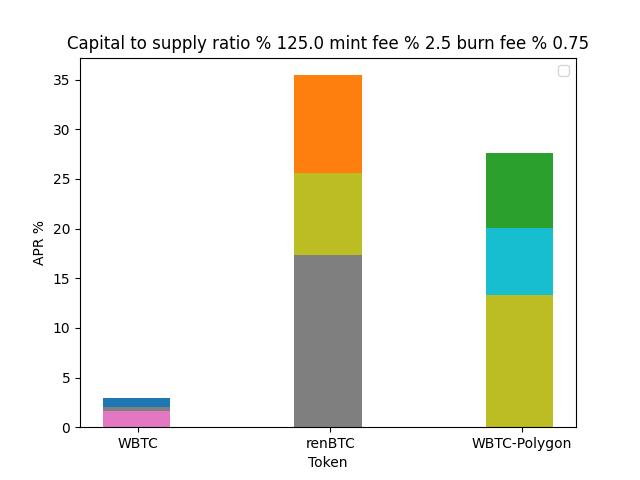 Capital to supply ratio % 125.0 mint fee % 2.5 burn fee % 0.75
35
30
25
20
15
10
5
0
APR %
WBTC
renBTC
WBTC-Polygon
Token